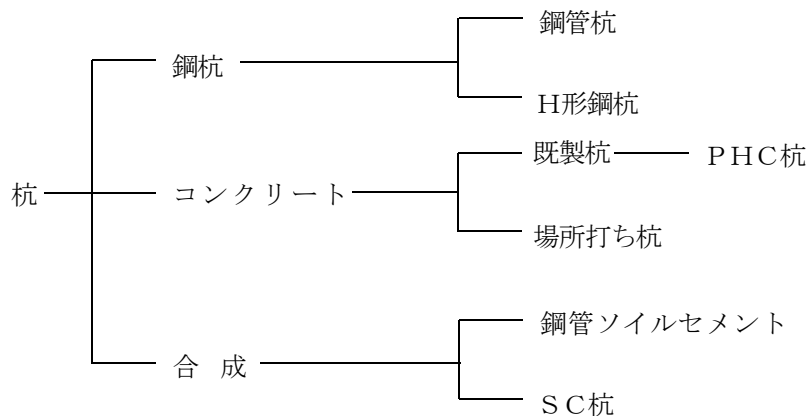 杭
鋼杭
鋼管杭
Ｈ形鋼杭
コンクリート
既製杭
ＰＨＣ杭
場所打ち杭
合　成
鋼管ソイルセメント
ＳＣ杭